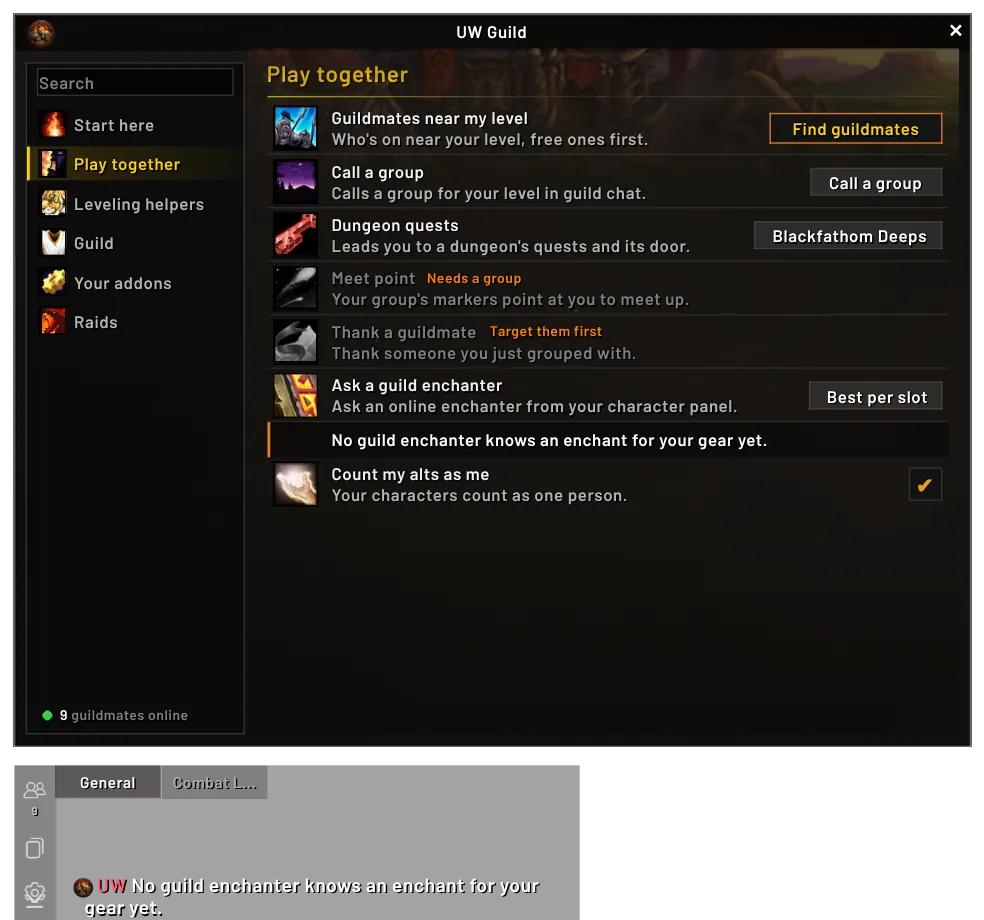 UW Guild
Search
Start here
Play together
Leveling helpers
Guild
Your addons
Raids
9 guildmates online
Play together
Guildmates near my level
Who's on near your level, free ones first.
Find guildmates
Call a group
Calls a group for your level in guild chat.
Call a group
Dungeon quests
Leads you to a dungeon's quests and its door.
Blackfathom Deeps
Meet point Needs a group
Your group's markers point at you to meet up.
Thank a guildmate Target them first
Thank someone you just grouped with.
Ask a guild enchanter
Ask an online enchanter from your character panel.
Best per slot
No guild enchanter knows an enchant for your gear yet.
Count my alts as me
Your characters count as one person.
General
Combat L...
9
UW No guild enchanter knows an enchant for your
gear yet.